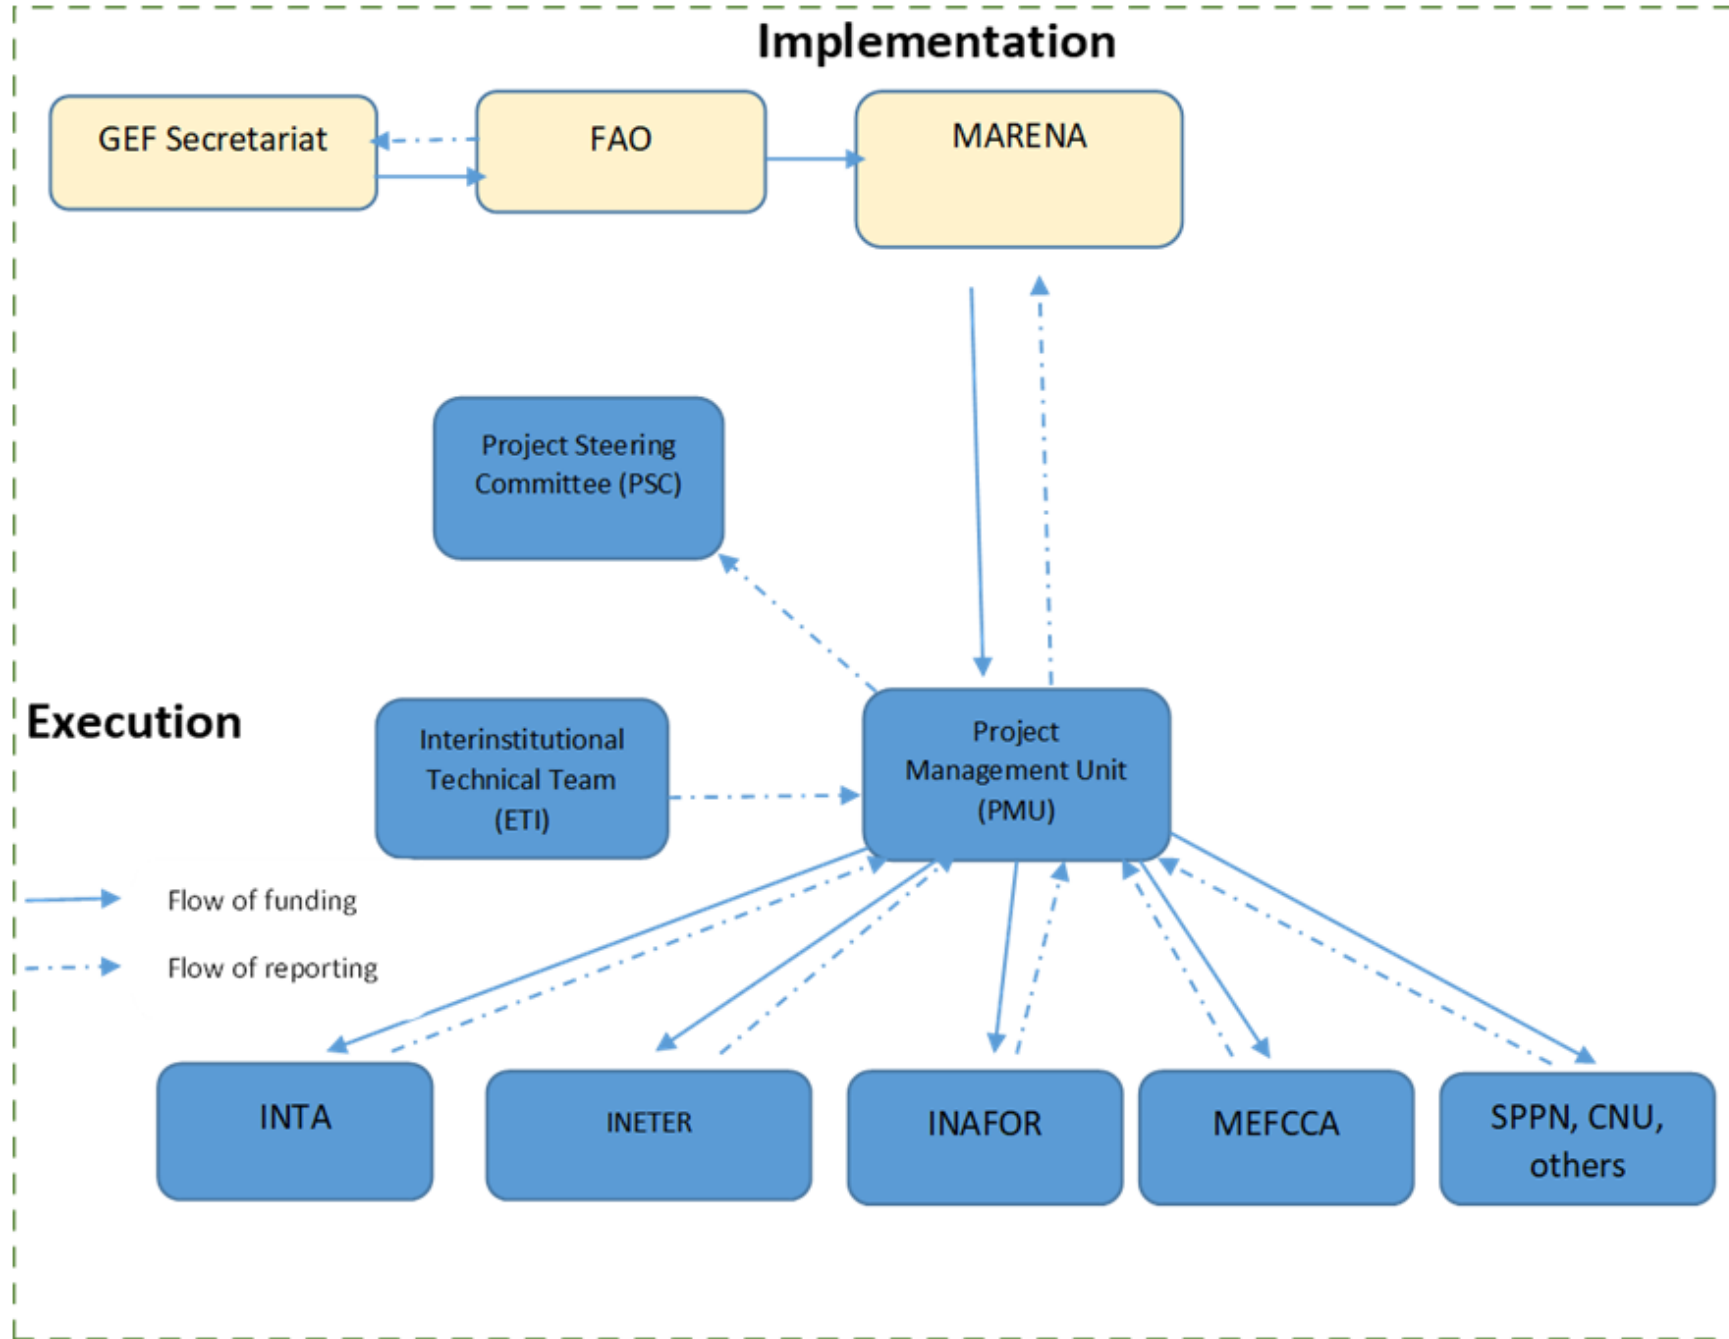 Implementation
GEF Secretariat
FAO
MARENA
Project Steering
Committee (PSC)
Execution
Interinstitutional
Technical Team
(ETI)
Project
Management Unit
(PMU)
Flow of funding
Flow of reporting
INTA
INETER
INAFOR
MEFCCA
SPPN, CNU,
others